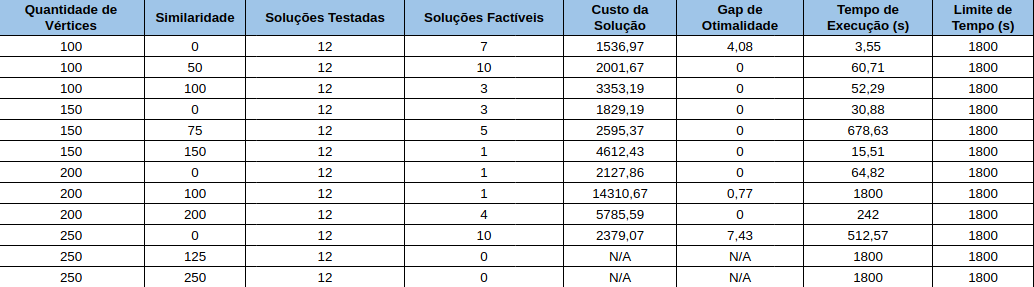 Quantidade de Vértices Similaridade Soluções Testadas Soluções Factíveis Custo da Solução Gap de Otimalidade Tempo de Execução (s) Limite de Tempo (s)
100 0 12 7 1536,97 4,08 3,55 1800
100 50 12 10 2001,67 0 60,71 1800
100 100 12 3 3353,19 0 52,29 1800
150 0 12 3 1829,19 0 30,88 1800
150 75 12 5 2595,37 0 678,63 1800
150 150 12 1 4612,43 0 15,51 1800
200 0 12 1 2127,86 0 64,82 1800
200 100 12 1 14310,67 0,77 1800 1800
200 200 12 4 5785,59 0 242 1800
250 0 12 10 2379,07 7,43 512,57 1800
250 125 12 0 N/A N/A 1800 1800
250 250 12 0 N/A N/A 1800 1800